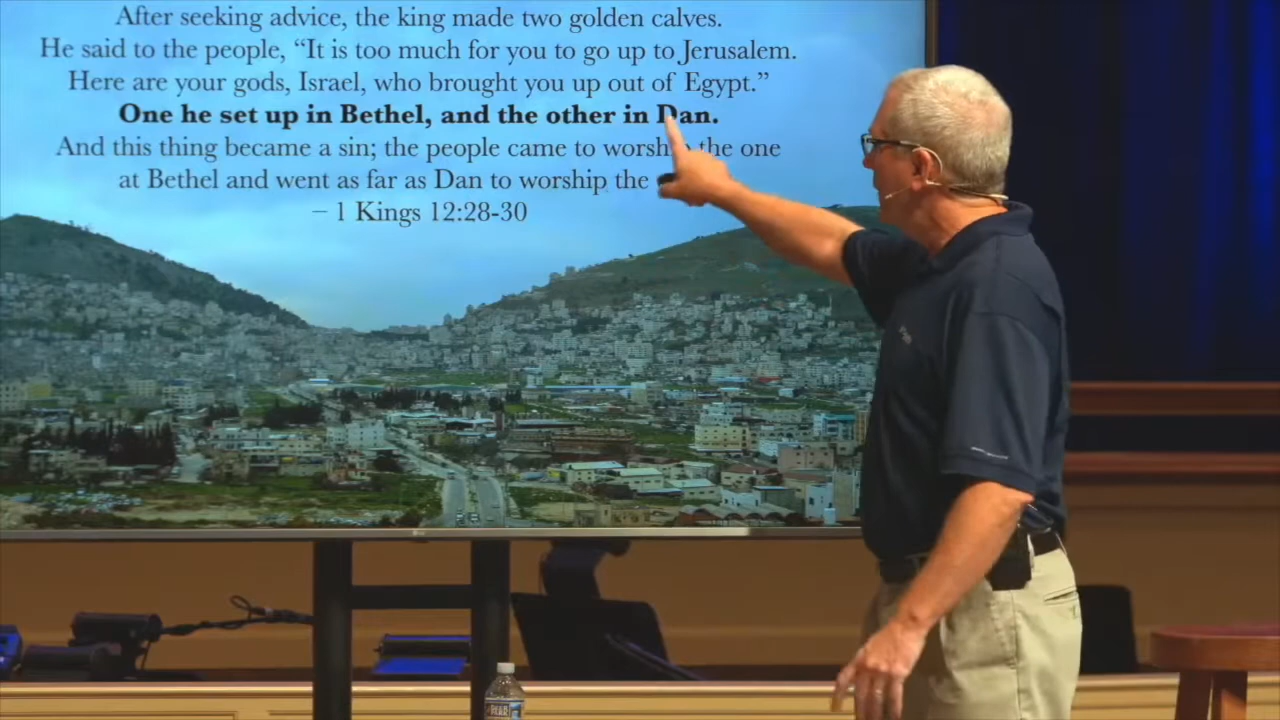 After seeking advice, the king made two golden calves.
He said to the people, “It is too much for you to go up to Jerusalem.
Here are your gods, Israel, who brought you up out of Egypt.”
One he set up in Bethel, and the other in Dan.
And this thing became a sin; the people came to worship the one
at Bethel and went as far as Dan to worship the
– 1 Kings 12:28-30
LG